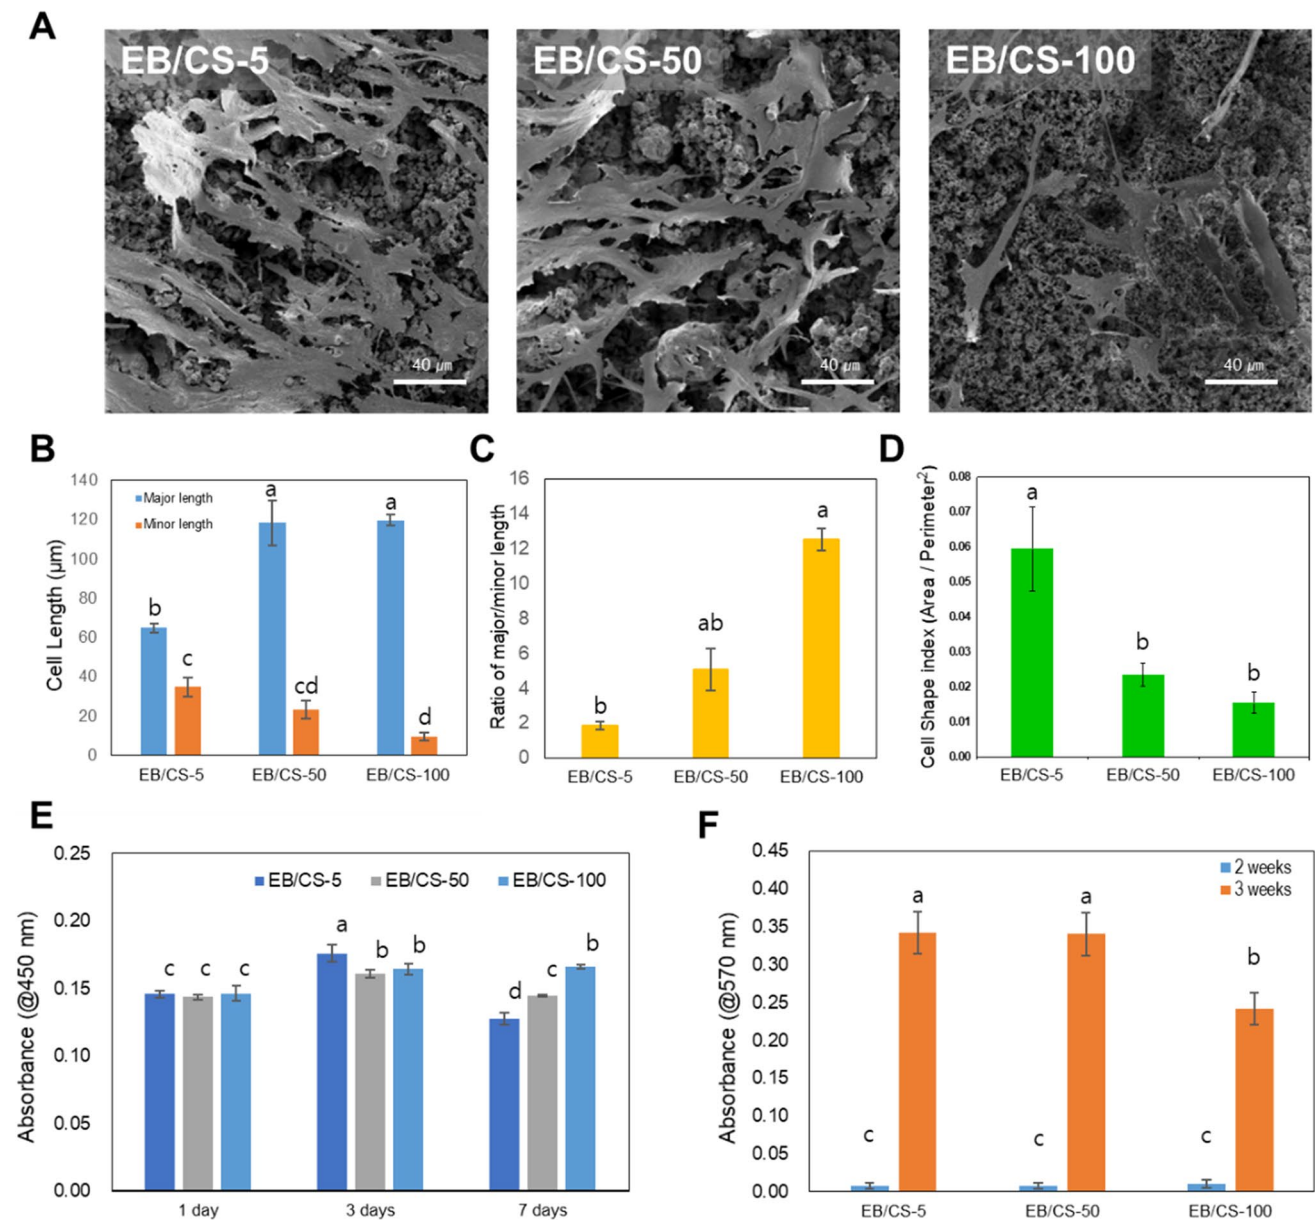 A
EB/CS-5
EB/CS-50
EB/CS-100
40 μm
40 μm
40 μm
B
Cell Length (μm)
140
120
100
80
60
40
20
0
Major length
Minor length
b
c
a
cd
a
d
EB/CS-5
EB/CS-50
EB/CS-100
C
Ratio of major/minor length
16
14
12
10
8
6
4
2
0
b
ab
a
EB/CS-5
EB/CS-50
EB/CS-100
D
Cell Shape index (Area / Perimeter²)
0.08
0.07
0.06
0.05
0.04
0.03
0.02
0.01
0.00
a
b
b
EB/CS-5
EB/CS-50
EB/CS-100
E
Absorbance (@450 nm)
0.25
0.20
0.15
0.10
0.05
0.00
EB/CS-5
EB/CS-50
EB/CS-100
c
c
c
a
b
b
d
c
b
1 day
3 days
7 days
F
Absorbance (@570 nm)
0.45
0.40
0.35
0.30
0.25
0.20
0.15
0.10
0.05
0.00
2 weeks
3 weeks
c
a
c
a
c
b
EB/CS-5
EB/CS-50
EB/CS-100